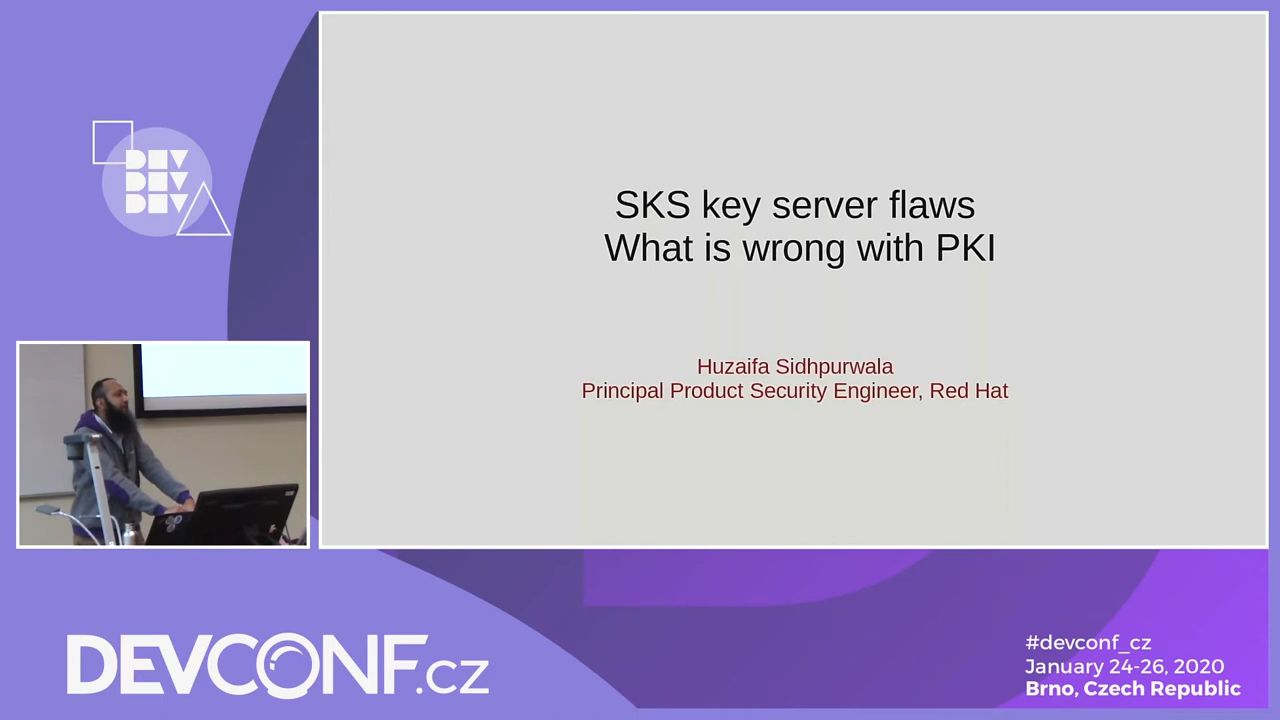 DEV
DEV
DEV
SKS key server flaws
What is wrong with PKI
Huzaifa Sidhpurwala
Principal Product Security Engineer, Red Hat
DEVCONF.cz
#devconf_cz
January 24-26, 2020
Brno, Czech Republic